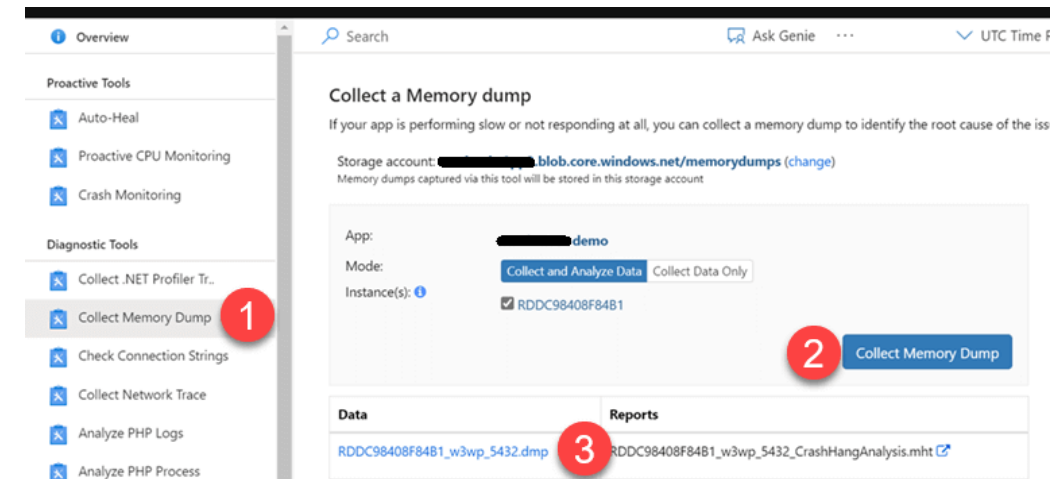 Overview
Search
Ask Genie
...
UTC Time
Proactive Tools
Auto-Heal
Proactive CPU Monitoring
Crash Monitoring
Diagnostic Tools
Collect .NET Profiler Tr..
Collect Memory Dump
1
Check Connection Strings
Collect Network Trace
Analyze PHP Logs
Analyze PHP Process
Collect a Memory dump
If your app is performing slow or not responding at all, you can collect a memory dump to identify the root cause of the iss
Storage account: .blob.core.windows.net/memorydumps (change)
Memory dumps captured via this tool will be stored in this storage account
App: demo
Mode: Collect and Analyze Data Collect Data Only
Instance(s): RDDC98408F84B1
2
Collect Memory Dump
Data Reports
RDDC98408F84B1_w3wp_5432.dmp 3 RDDC98408F84B1_w3wp_5432_CrashHangAnalysis.mht